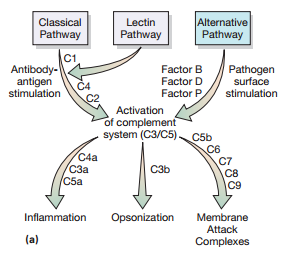 Classical
Pathway
Lectin
Pathway
Alternative
Pathway
C1
Antibody-
antigen
stimulation
C4
C2
Factor B
Factor D
Factor P
Pathogen
surface
stimulation
Activation
of complement
system (C3/C5)
C4a
C3a
C5a
C3b
C5b
C6
C7
C8
C9
Inflammation
Opsonization
Membrane
Attack
Complexes
(a)